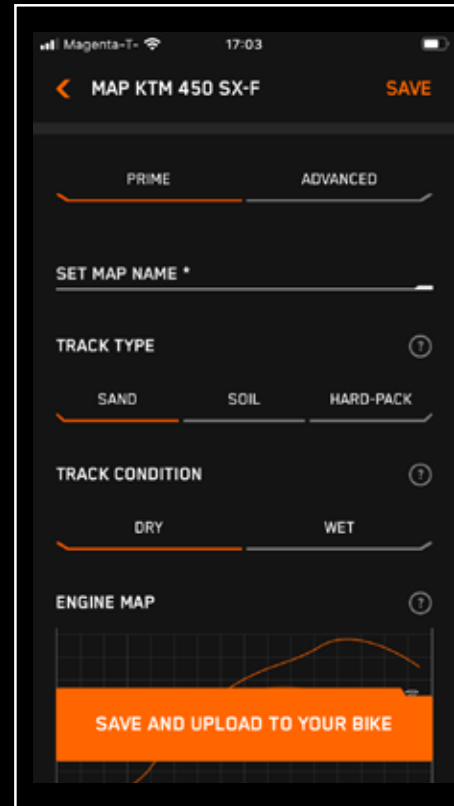 Magenta-T- 17:03
MAP KTM 450 SX-F SAVE
PRIME ADVANCED
SET MAP NAME *
TRACK TYPE ?
SAND SOIL HARD-PACK
TRACK CONDITION ?
DRY WET
ENGINE MAP ?
SAVE AND UPLOAD TO YOUR BIKE